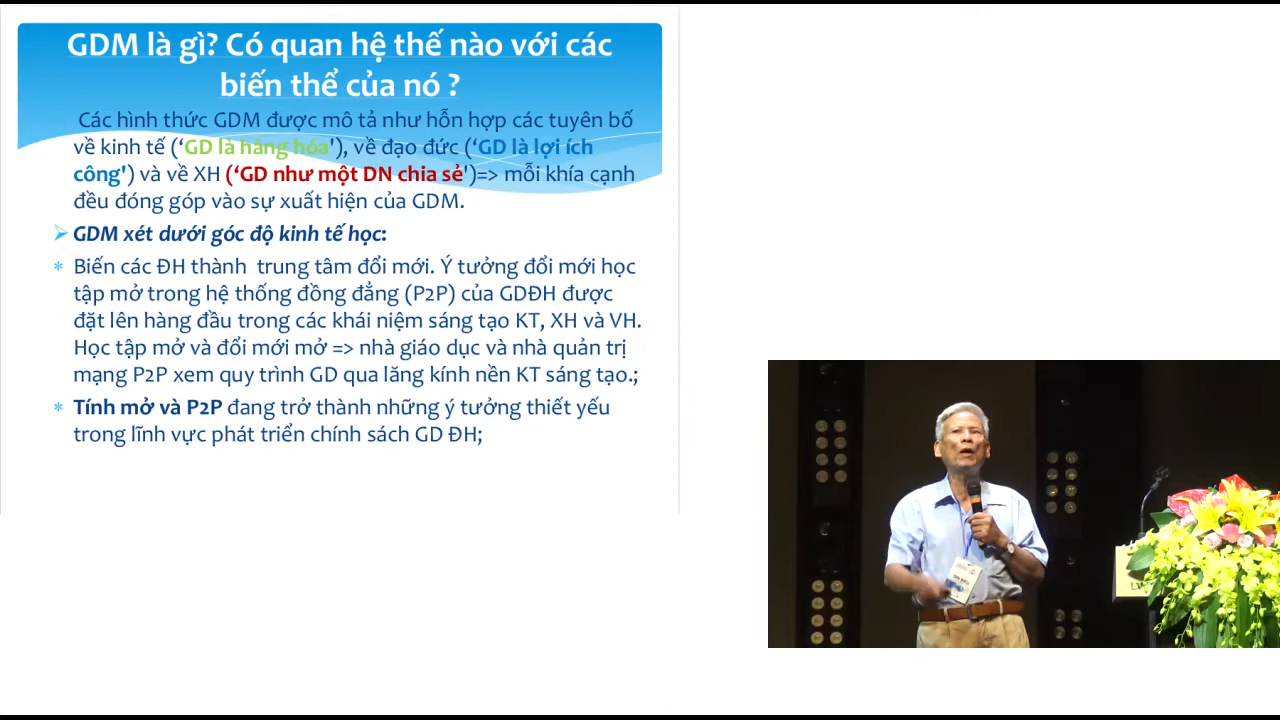 GDM là gì? Có quan hệ thế nào với các
biến thể của nó ?
Các hình thức GDM được mô tả như hỗn hợp các tuyên bố
về kinh tế (‘GD là hàng hóa'), về đạo đức (‘GD là lợi ích
công') và về XH (‘GD như một DN chia sẻ')=> mỗi khía cạnh
đều đóng góp vào sự xuất hiện của GDM.
➢ GDM xét dưới góc độ kinh tế học:
* Biến các ĐH thành trung tâm đổi mới. Ý tưởng đổi mới học
tập mở trong hệ thống đồng đẳng (P2P) của GDĐH được
đặt lên hàng đầu trong các khái niệm sáng tạo KT, XH và VH.
Học tập mở và đổi mới mở => nhà giáo dục và nhà quản trị
mạng P2P xem quy trình GD qua lăng kính nền KT sáng tạo.;
* Tính mở và P2P đang trở thành những ý tưởng thiết yếu
trong lĩnh vực phát triển chính sách GD ĐH;